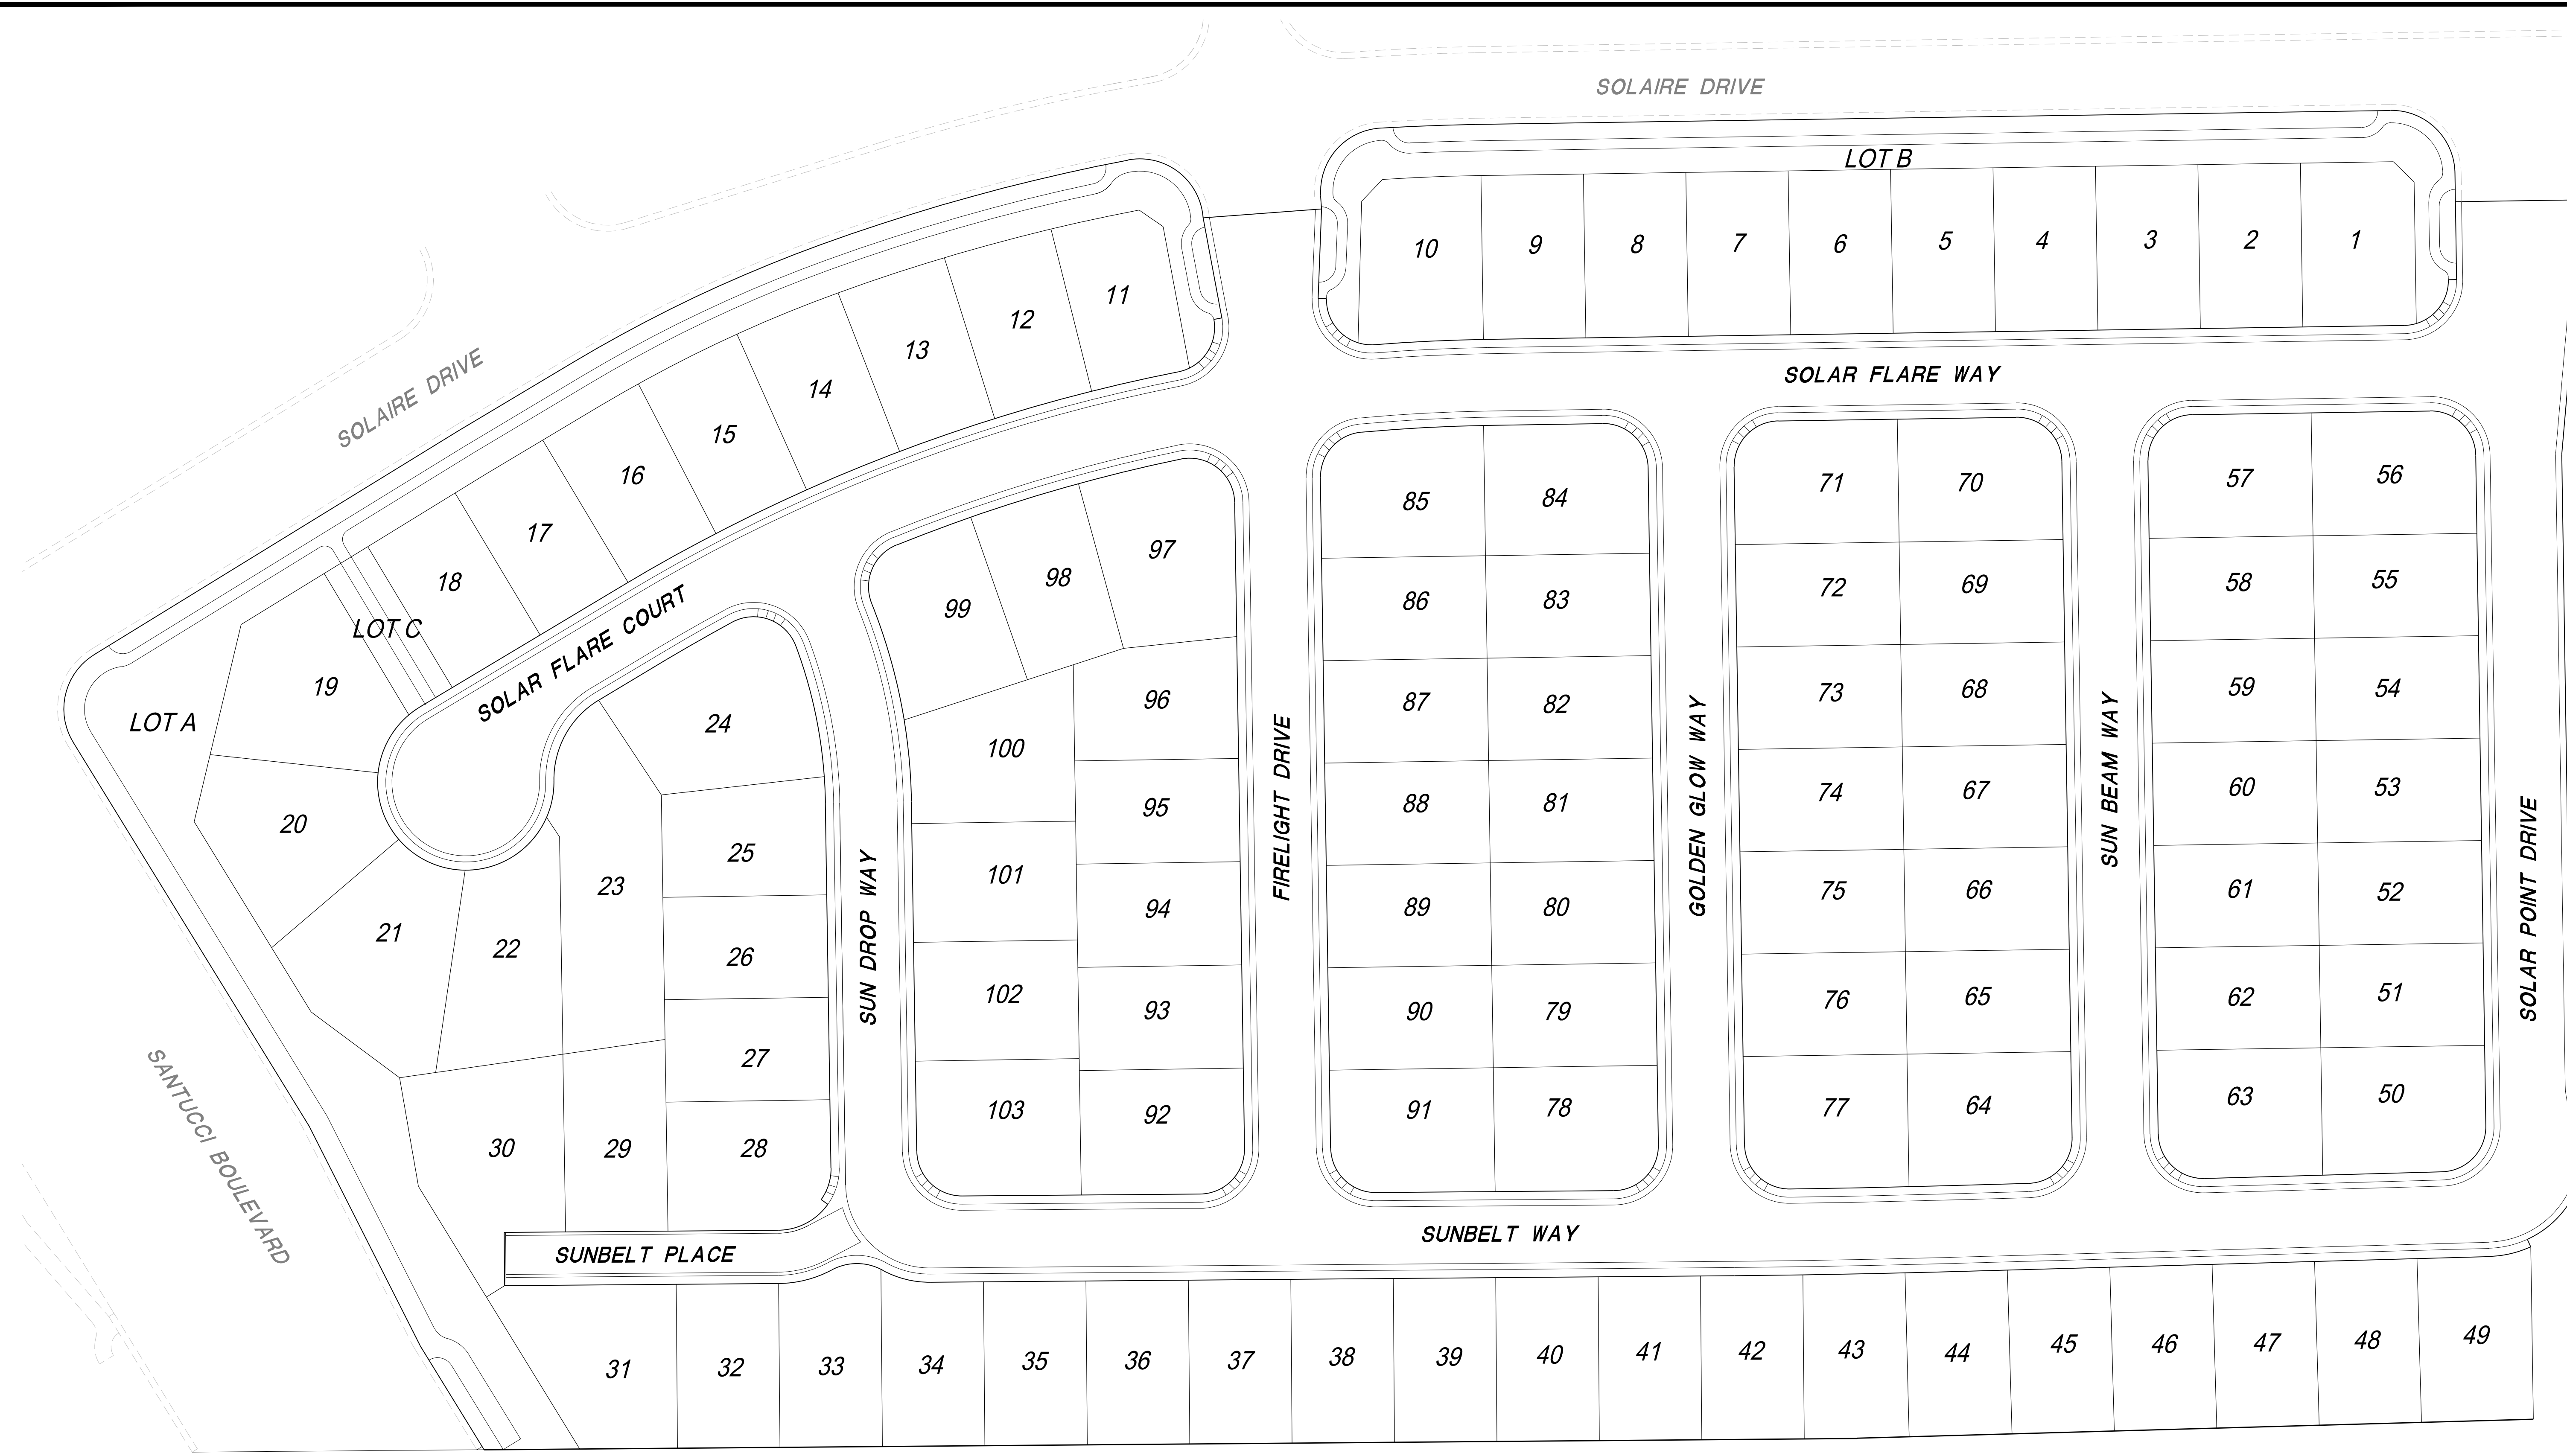 SOLAIRE DRIVE
LOT B
10 9 8 7 6 5 4 3 2 1
SOLAIRE DRIVE
18 17 16 15 14 13 12 11
SOLAR FLARE WAY
LOT C
LOT A
19
20
21
22
23
SOLAR FLARE COURT
24
25
26
27
28
29
30
SANTUCCI BOULEVARD
SUN DROP WAY
99 98 97
100 96
101 95
102 94
103 93
92
FIRELIGHT DRIVE
85 84
86 83
87 82
88 81
89 80
90 79
91 78
GOLDEN GLOW WAY
71 70
72 69
73 68
74 67
75 66
76 65
77 64
SUN BEAM WAY
57 56
58 55
59 54
60 53
61 52
62 51
63 50
SOLAR POINT DRIVE
SUNBELT PLACE
SUNBELT WAY
31 32 33 34 35 36 37 38 39 40 41 42 43 44 45 46 47 48 49